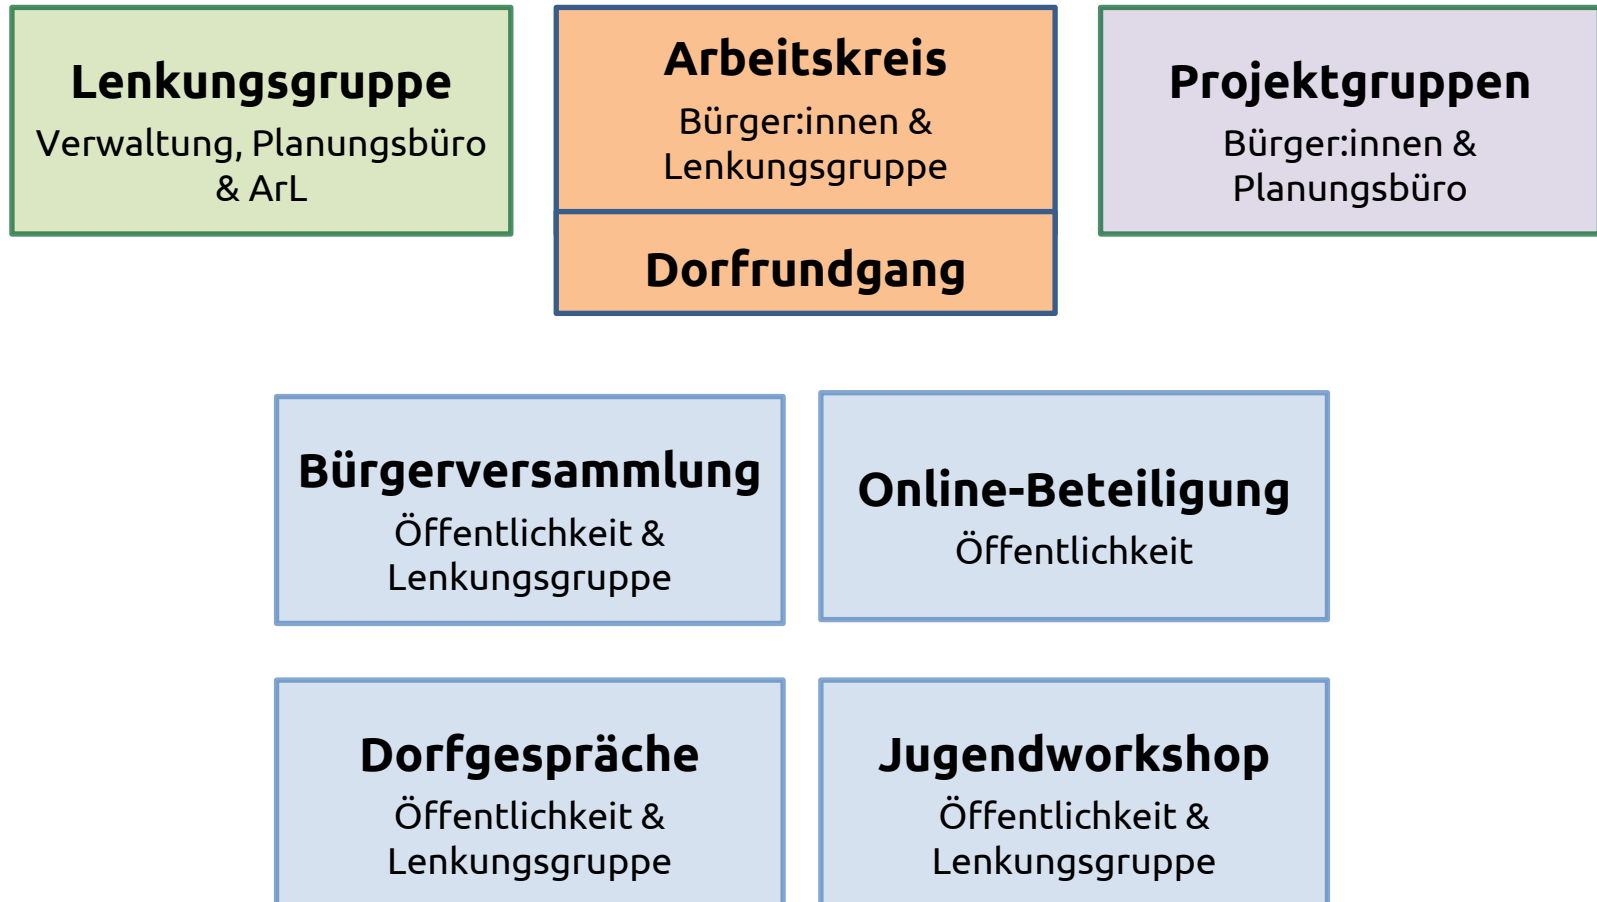 Lenkungsgruppe
Verwaltung, Planungsbüro
& ArL
Arbeitskreis
Bürger:innen &
Lenkungsgruppe
Dorfrundgang
Projektgruppen
Bürger:innen &
Planungsbüro
Bürgerversammlung
Öffentlichkeit &
Lenkungsgruppe
Online-Beteiligung
Öffentlichkeit
Dorfgespräche
Öffentlichkeit &
Lenkungsgruppe
Jugendworkshop
Öffentlichkeit &
Lenkungsgruppe